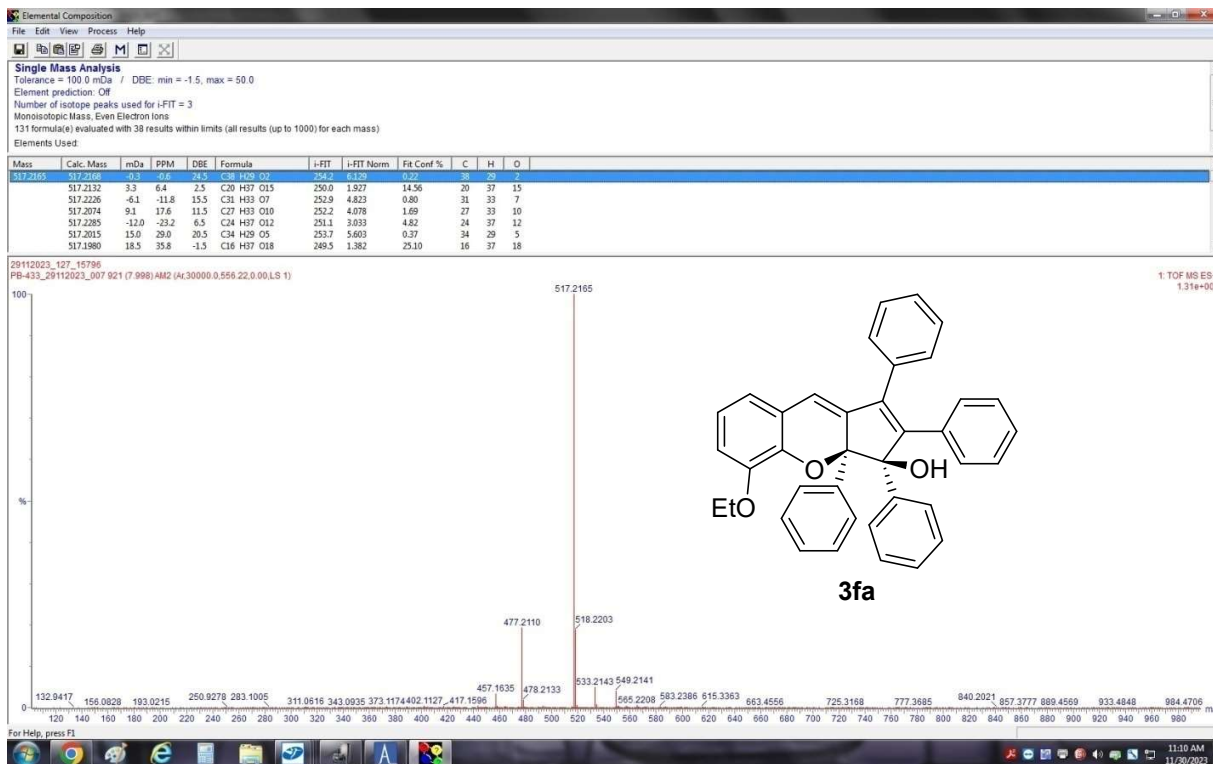 Elemental Composition
File Edit View Process Help
M
Single Mass Analysis
Tolerance = 100.0 mDa / DBE: min = -1.5, max = 50.0
Element prediction: Off
Number of isotope peaks used for i-FIT = 3
Monoisotopic Mass, Even Electron Ions
131 formula(e) evaluated with 38 results within limits (all results (up to 1000) for each mass)
Elements Used:
Mass Calc. Mass mDa PPM DBE Formula i-FIT i-FIT Norm Fit Conf % C H O
517.2165 517.2168 -0.3 -0.6 24.5 C38 H29 O2 254.2 6.129 0.22 38 29 2
517.2132 3.3 6.4 2.5 C20 H37 O15 250.0 1.927 14.56 20 37 15
517.2226 -6.1 -11.8 15.5 C31 H33 O7 252.9 4.823 0.80 31 33 7
517.2074 9.1 17.6 11.5 C27 H33 O10 252.2 4.078 1.69 27 33 10
517.2285 -12.0 -23.2 6.5 C24 H37 O12 251.1 3.033 4.82 24 37 12
517.2015 15.0 29.0 20.5 C34 H29 O5 253.7 5.603 0.37 34 29 5
517.1980 18.5 35.8 -1.5 C16 H37 O18 249.5 1.382 25.10 16 37 18
29112023_127_15796
PB-433_29112023_007 921 (7.998) AM2 (Ar,30000.0,556.22,0.00,LS 1)
1: TOF MS ES
1.31e+00
100
%
0
517.2165
477.2110
518.2203
533.2143
549.2141
457.1635
478.2133
132.9417
156.0828
193.0215
250.9278
283.1005
311.0616
343.0935
373.1174
402.1127
417.1596
565.2208
583.2386
615.3363
663.4556
725.3168
777.3685
840.2021
857.3777
889.4569
933.4848
984.4706
O
OH
EtO
3fa
120 140 160 180 200 220 240 260 280 300 320 340 360 380 400 420 440 460 480 500 520 540 560 580 600 620 640 660 680 700 720 740 760 780 800 820 840 860 880 900 920 940 960 980
For Help, press F1
11:10 AM
11/30/2023